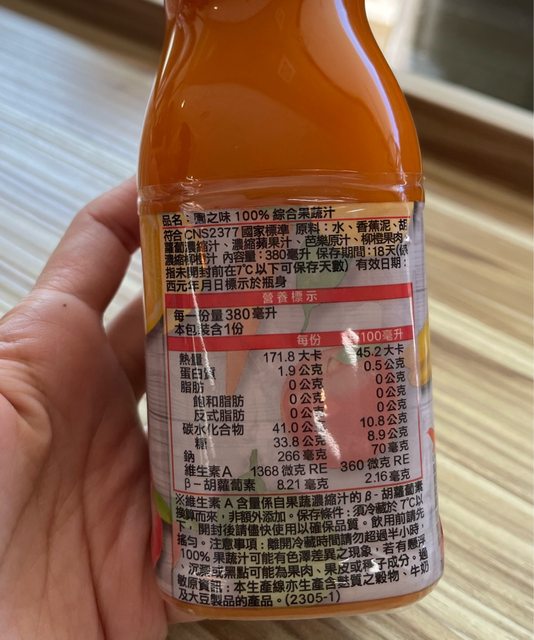 品名：園之味 100% 綜合果蔬汁
符合CNS2377 國家標準 原料：水、香蕉泥、胡
蘿蔔濃縮汁、濃縮蘋果汁、芭樂原汁、柳橙果肉、
濃縮柳橙汁 內容量：380毫升 保存期間：18天(係
指未開封前在7℃以下可保存天數) 有效日期：
西元年月日標示於瓶身
營養標示
每一份量 380 毫升
本包裝含1份
每份 100毫升
熱量 171.8 大卡 45.2 大卡
蛋白質 1.9 公克 0.5 公克
脂肪 0 公克 0 公克
飽和脂肪 0 公克 0 公克
反式脂肪 0 公克 0 公克
碳水化合物 41.0 公克 10.8 公克
糖 33.8 公克 8.9 公克
鈉 266 毫克 70 毫克
維生素A 1368 微克 RE 360 微克 RE
β－胡蘿蔔素 8.21 毫克 2.16 毫克
※維生素 A 含量係自果蔬濃縮汁的 β - 胡蘿蔔素
換算而來，非額外添加。保存條件：須冷藏於 7℃以
下，開封後請儘快使用以確保品質。飲用前請先
搖勻。注意事項：離開冷藏時間請勿超過半小時，
100% 果蔬汁可能有色澤差異之現象，若有懸浮
、沉澱或黑點可能為果肉、果皮或種子成分。過
敏原資訊：本生產線亦生產含麩質之穀物、牛奶
及大豆製品的產品。(2305-1)